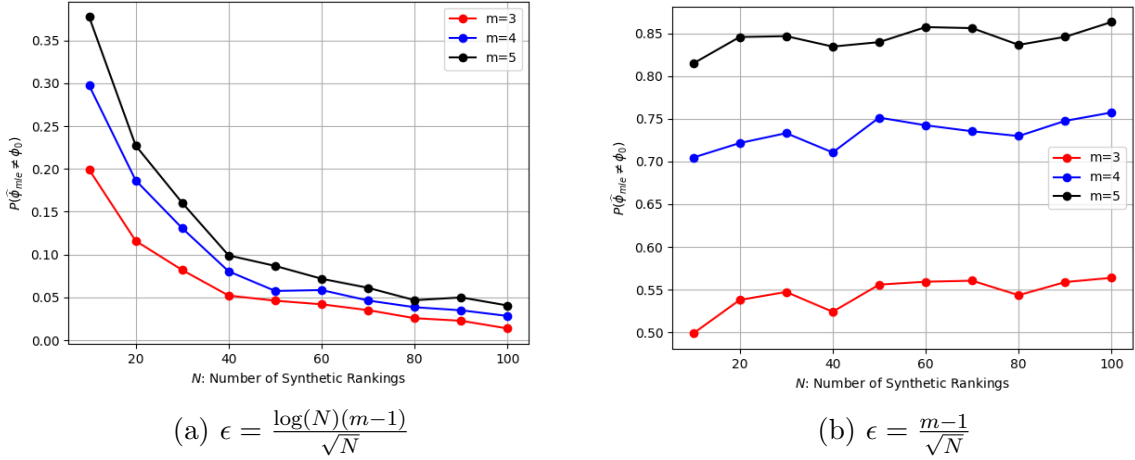 0.35
0.30
0.25
0.20
0.15
0.10
0.05
0.00
P(φ̂_mle ≠ φ₀)
m=3
m=4
m=5
20 40 60 80 100
N: Number of Synthetic Rankings
(a) ϵ = log(N)(m−1)/√N
0.85
0.80
0.75
0.70
0.65
0.60
0.55
0.50
P(φ̂_mle ≠ φ₀)
m=3
m=4
m=5
20 40 60 80 100
N: Number of Synthetic Rankings
(b) ϵ = m−1/√N